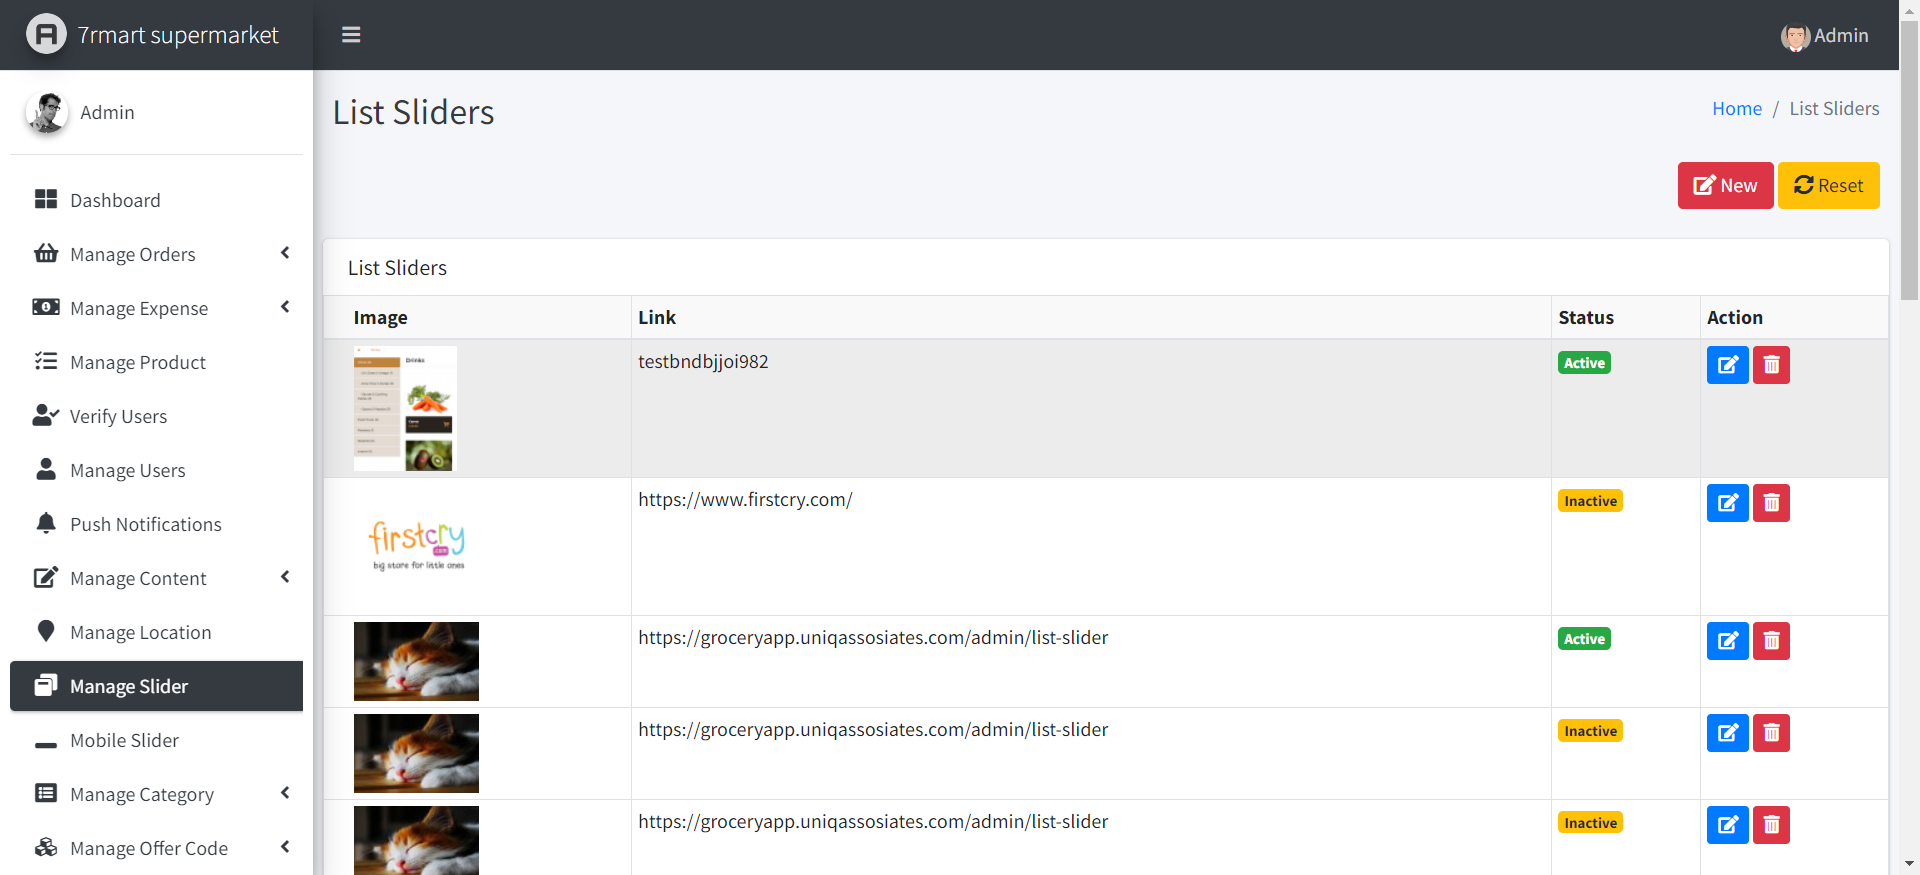 7rmart supermarket
Admin
Admin
List Sliders
Home / List Sliders
New Reset
Dashboard
Manage Orders
Manage Expense
Manage Product
Verify Users
Manage Users
Push Notifications
Manage Content
Manage Location
Manage Slider
Mobile Slider
Manage Category
Manage Offer Code
List Sliders
Image Link Status Action
Drinks
testbndbjjoi982 Active
firstcry
.com
big store for little ones
https://www.firstcry.com/ Inactive
https://groceryapp.uniqassosiates.com/admin/list-slider Active
https://groceryapp.uniqassosiates.com/admin/list-slider Inactive
https://groceryapp.uniqassosiates.com/admin/list-slider Inactive